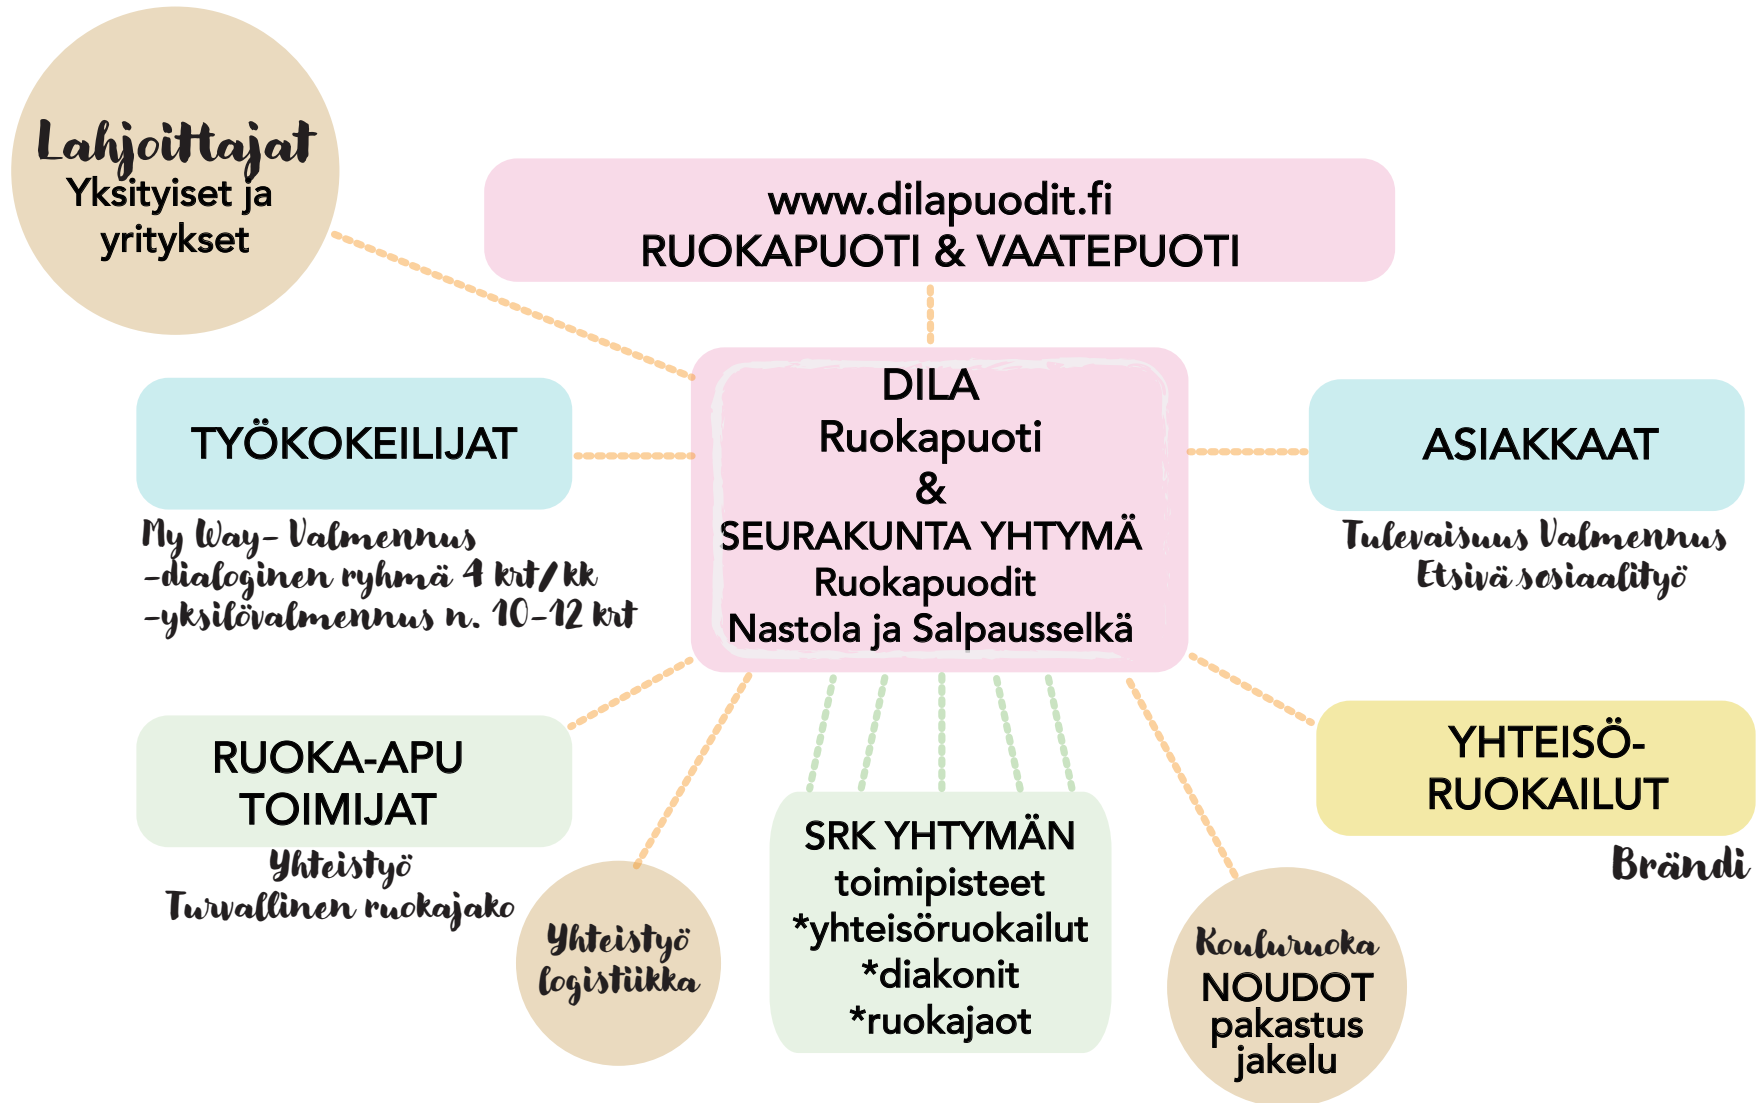 Lahjoittajat
Yksityiset ja
yritykset
www.dilapuodit.fi
RUOKAPUOTI & VAATEPUOTI
DILA
Ruokapuoti
&
SEURAKUNTA YHTYMÄ
Ruokapuodit
Nastola ja Salpausselkä
TYÖKOKEILIJAT
My Way- Valmennus
-dialoginen ryhmä 4 krt/kk
-yksilövalmennus n. 10-12 krt
ASIAKKAAT
Tulevaisuus Valmennus
Etsivä sosiaalityö
RUOKA-APU
TOIMIJAT
Yhteistyö
Turvallinen ruokajako
YHTEISÖ-
RUOKAILUT
Brändi
Yhteistyö
logistiikka
SRK YHTYMÄN
toimipisteet
*yhteisöruokailut
*diakonit
*ruokajaot
Kouluruoka
NOUDOT
pakastus
jakelu